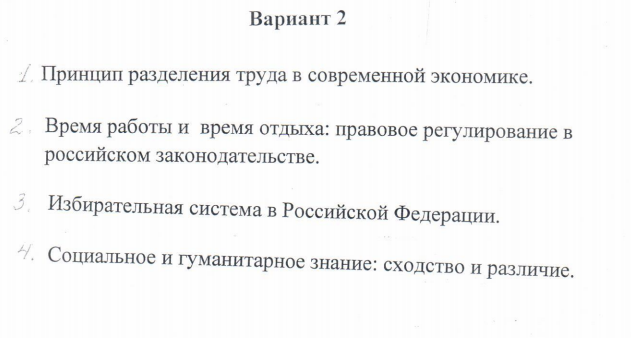 Вариант 2
1. Принцип разделения труда в современной экономике.
2. Время работы и время отдыха: правовое регулирование в
российском законодательстве.
3. Избирательная система в Российской Федерации.
4. Социальное и гуманитарное знание: сходство и различие.